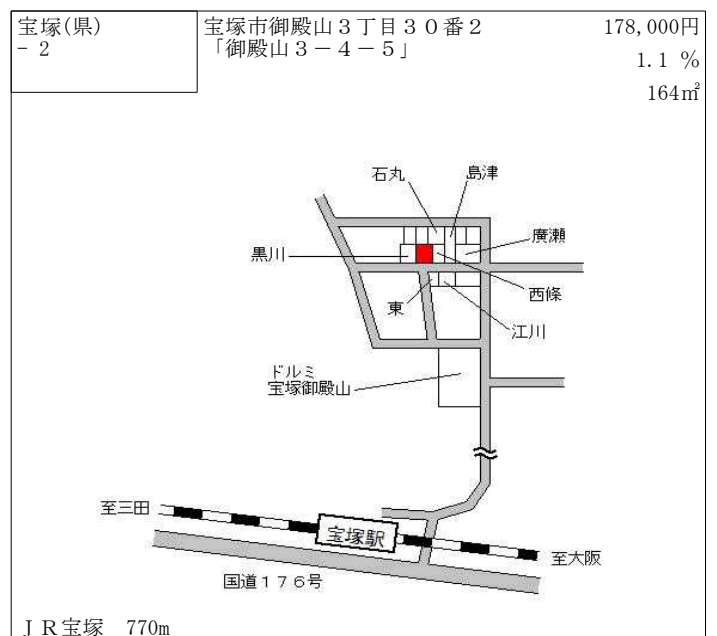 宝塚(県)
- 2
宝塚市御殿山３丁目３０番２
「御殿山３－４－５」
178,000円
1.1 %
164㎡
石丸
島津
廣瀬
黒川
西條
東
江川
ドルミ
宝塚御殿山
至三田
宝塚駅
至大阪
国道１７６号
ＪＲ宝塚　770m